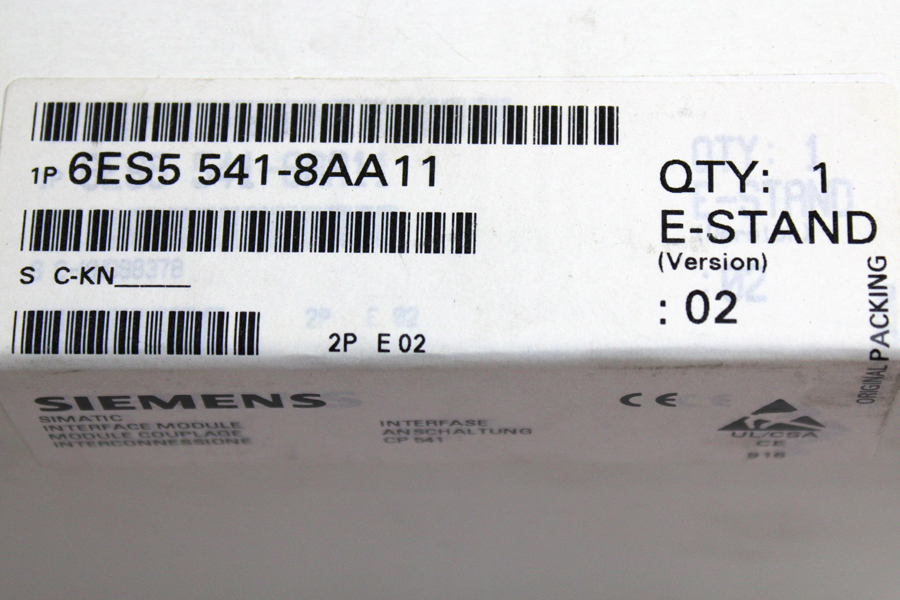 1P 6ES5 541-8AA11
QTY: 1
E-STAND
(Version)
: 02
S C-KN_____
2P E 02
ORIGINAL PACKING
SIEMENS
CE
SIMATIC
INTERFACE MODULE
MODULE COUPLAGE
INTERCONNESSIONE
INTERFASE
ANSCHALTUNG
CP 541
UL/CSA
CE